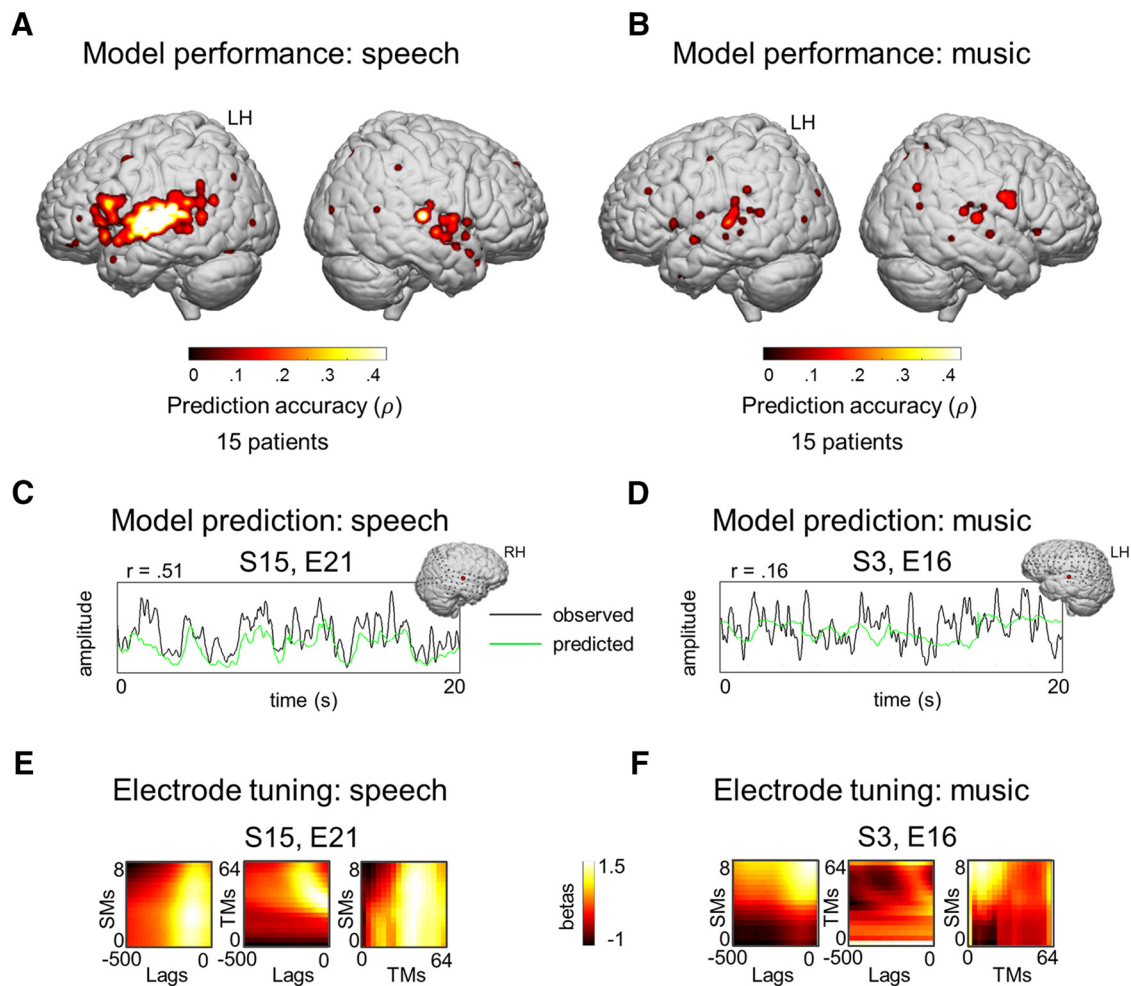 A
B
Model performance: speech
Model performance: music
LH
LH
0 .1 .2 .3 .4
0 .1 .2 .3 .4
Prediction accuracy (ρ)
Prediction accuracy (ρ)
15 patients
15 patients
C
D
Model prediction: speech
Model prediction: music
S15, E21
RH
S3, E16
LH
r = .51
r = .16
amplitude
observed
predicted
amplitude
0 20
0 20
time (s)
time (s)
E
F
Electrode tuning: speech
Electrode tuning: music
S15, E21
S3, E16
8
SMs
0
-500 0
Lags
64
TMs
0
-500 0
Lags
8
SMs
0
0 64
TMs
1.5
betas
-1
8
SMs
0
-500 0
Lags
64
TMs
0
-500 0
Lags
8
SMs
0
0 64
TMs